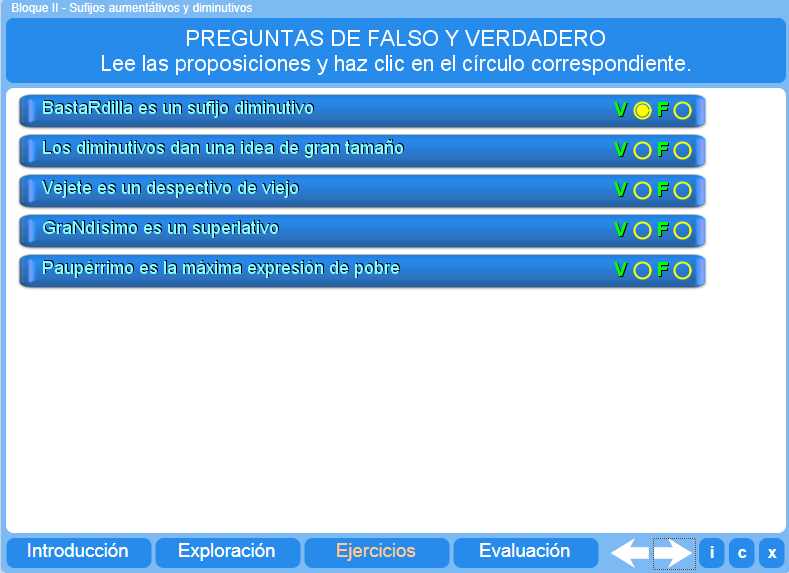 Bloque II - Sufijos aumentátivos y diminutivos
PREGUNTAS DE FALSO Y VERDADERO
Lee las proposiciones y haz clic en el círculo correspondiente.
BastaRdilla es un sufijo diminutivo V F
Los diminutivos dan una idea de gran tamaño V F
Vejete es un despectivo de viejo V F
GraNdísimo es un superlativo V F
Paupérrimo es la máxima expresión de pobre V F
Introducción Exploración Ejercicios Evaluación i c x